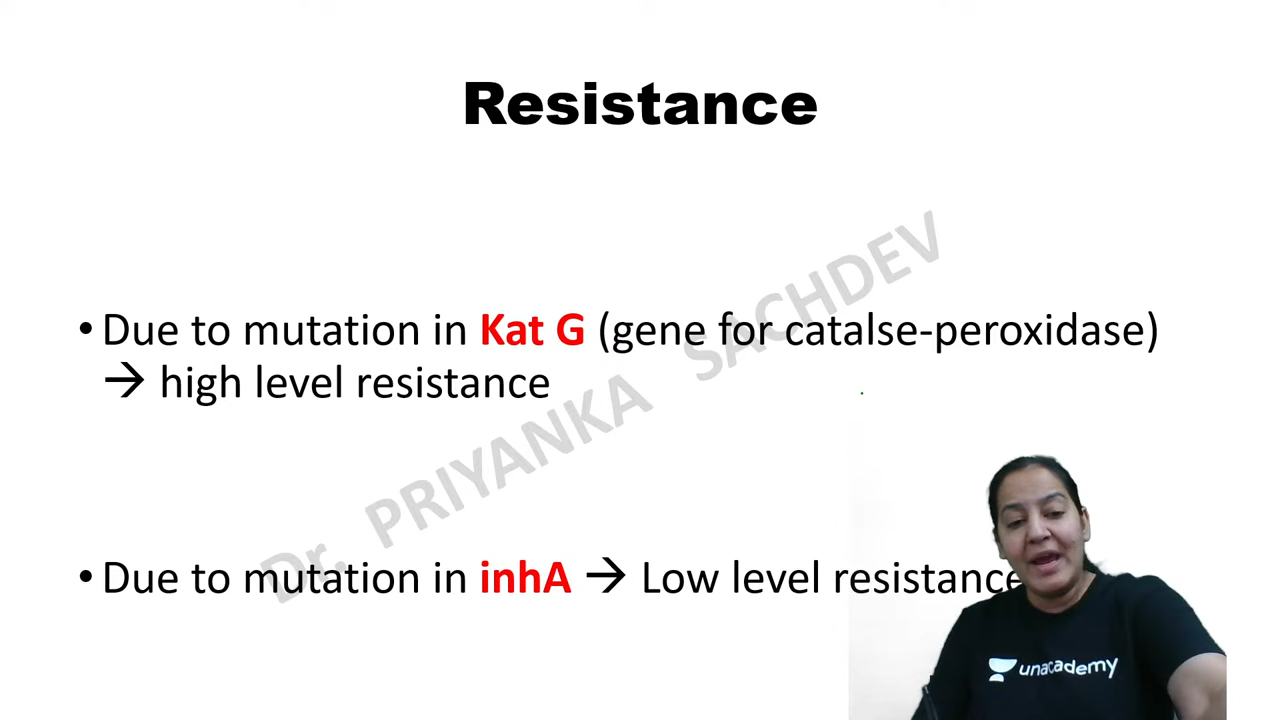 Resistance
• Due to mutation in Kat G (gene for catalse-peroxidase)
→ high level resistance
Dr. PRIYANKA SACHDEV
• Due to mutation in inhA → Low level resistance
unacademy